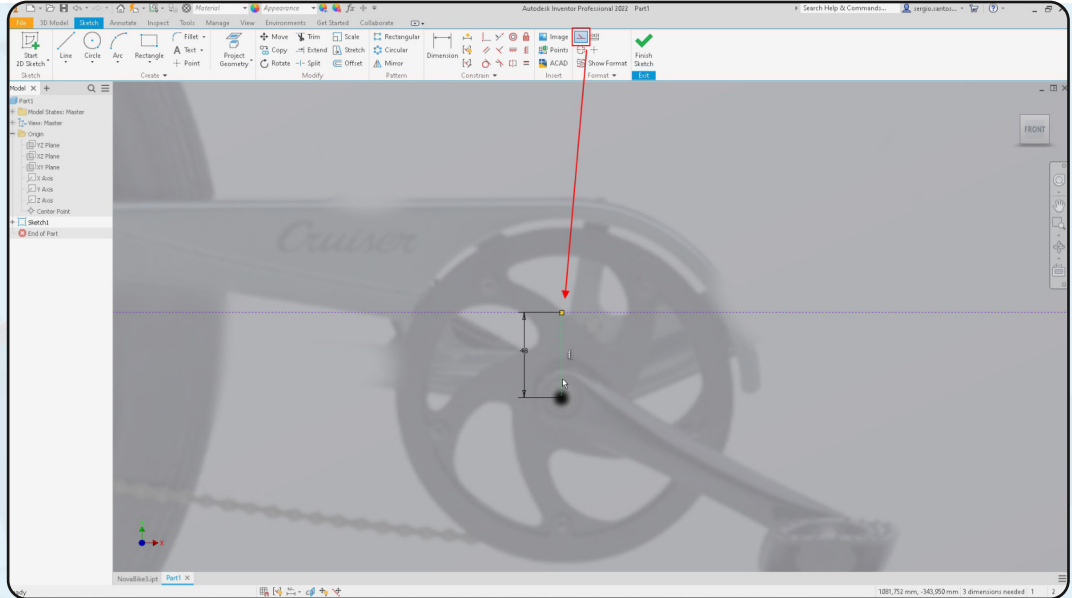 Material Appearance fx Autodesk Inventor Professional 2022 Part1 Search Help & Commands... sergio.santos...
File 3D Model Sketch Annotate Inspect Tools Manage View Environments Get Started Collaborate
Start
2D Sketch
Line
Circle
Arc
Rectangle
Fillet
Text
Point
Project
Geometry
Move Trim Scale
Copy Extend Stretch
Rotate Split Offset
Rectangular
Circular
Mirror
Dimension
Image
Points
ACAD
Show Format
Finish
Sketch
Sketch Create Modify Pattern Constrain Insert Format Exit
Model
Part1
Model States: Master
View: Master
Origin
YZ Plane
XZ Plane
XY Plane
X Axis
Y Axis
Z Axis
Center Point
Sketch1
End of Part
FRONT
Cruiser
48
X
NovaBike3.ipt Part1
1081,752 mm, -343,950 mm 3 dimensions needed 1 2